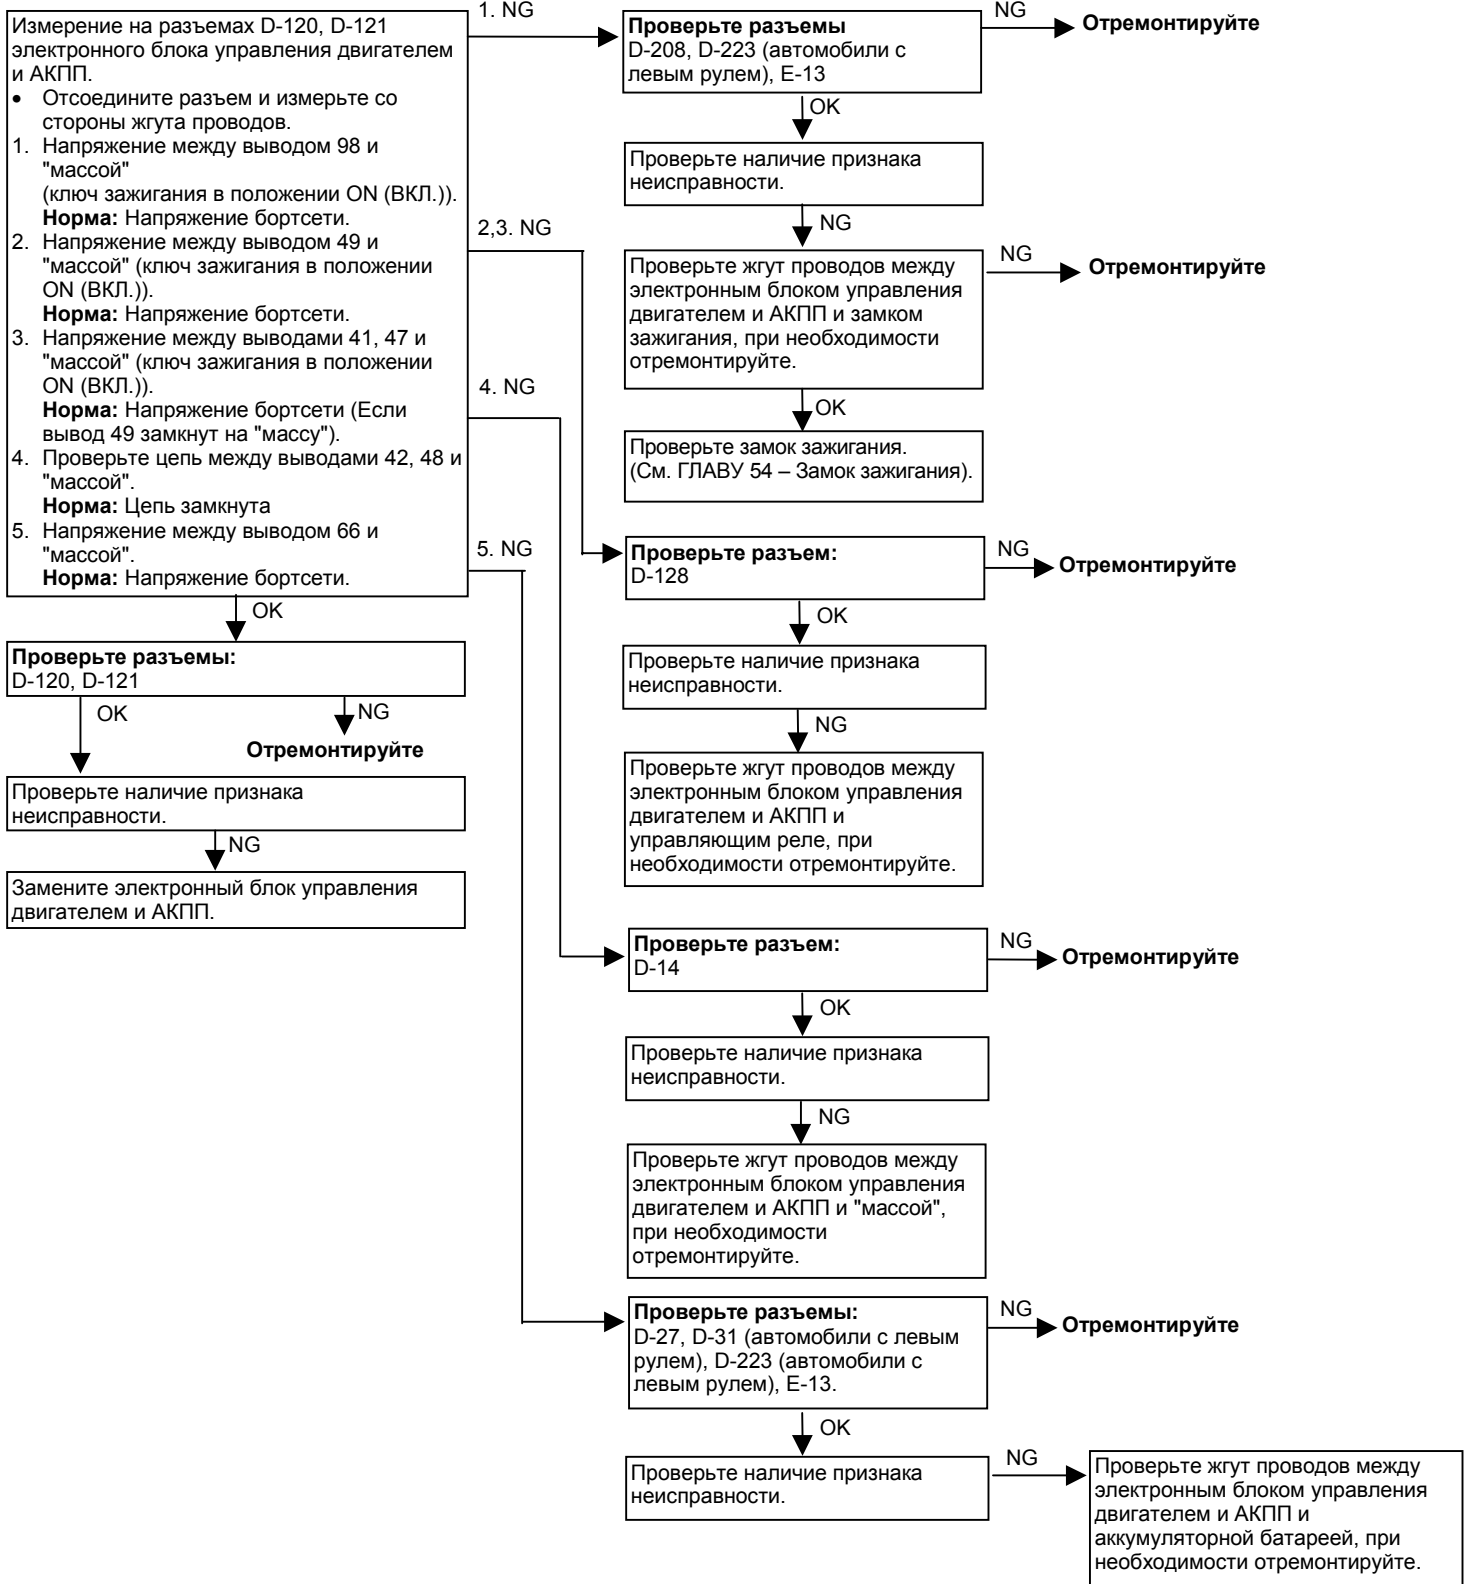 Измерение на разъемах D-120, D-121
электронного блока управления двигателем
и АКПП.
• Отсоедините разъем и измерьте со
стороны жгута проводов.
1. Напряжение между выводом 98 и
"массой"
(ключ зажигания в положении ON (ВКЛ.)).
Норма: Напряжение бортсети.
2. Напряжение между выводом 49 и
"массой" (ключ зажигания в положении
ON (ВКЛ.)).
Норма: Напряжение бортсети.
3. Напряжение между выводами 41, 47 и
"массой" (ключ зажигания в положении
ON (ВКЛ.)).
Норма: Напряжение бортсети (Если
вывод 49 замкнут на "массу").
4. Проверьте цепь между выводами 42, 48 и
"массой".
Норма: Цепь замкнута
5. Напряжение между выводом 66 и
"массой".
Норма: Напряжение бортсети.
OK
Проверьте разъемы:
D-120, D-121
OK
NG
Отремонтируйте
Проверьте наличие признака
неисправности.
NG
Замените электронный блок управления
двигателем и АКПП.
1. NG
Проверьте разъемы
D-208, D-223 (автомобили с
левым рулем), E-13
NG
Отремонтируйте
OK
Проверьте наличие признака
неисправности.
NG
Проверьте жгут проводов между
электронным блоком управления
двигателем и АКПП и замком
зажигания, при необходимости
отремонтируйте.
NG
Отремонтируйте
OK
Проверьте замок зажигания.
(См. ГЛАВУ 54 – Замок зажигания).
2,3. NG
Проверьте разъем:
D-128
NG
Отремонтируйте
OK
Проверьте наличие признака
неисправности.
NG
Проверьте жгут проводов между
электронным блоком управления
двигателем и АКПП и
управляющим реле, при
необходимости отремонтируйте.
4. NG
Проверьте разъем:
D-14
NG
Отремонтируйте
OK
Проверьте наличие признака
неисправности.
NG
Проверьте жгут проводов между
электронным блоком управления
двигателем и АКПП и "массой",
при необходимости
отремонтируйте.
5. NG
Проверьте разъемы:
D-27, D-31 (автомобили с левым
рулем), D-223 (автомобили с
левым рулем), E-13.
NG
Отремонтируйте
OK
Проверьте наличие признака
неисправности.
NG
Проверьте жгут проводов между
электронным блоком управления
двигателем и АКПП и
аккумуляторной батареей, при
необходимости отремонтируйте.